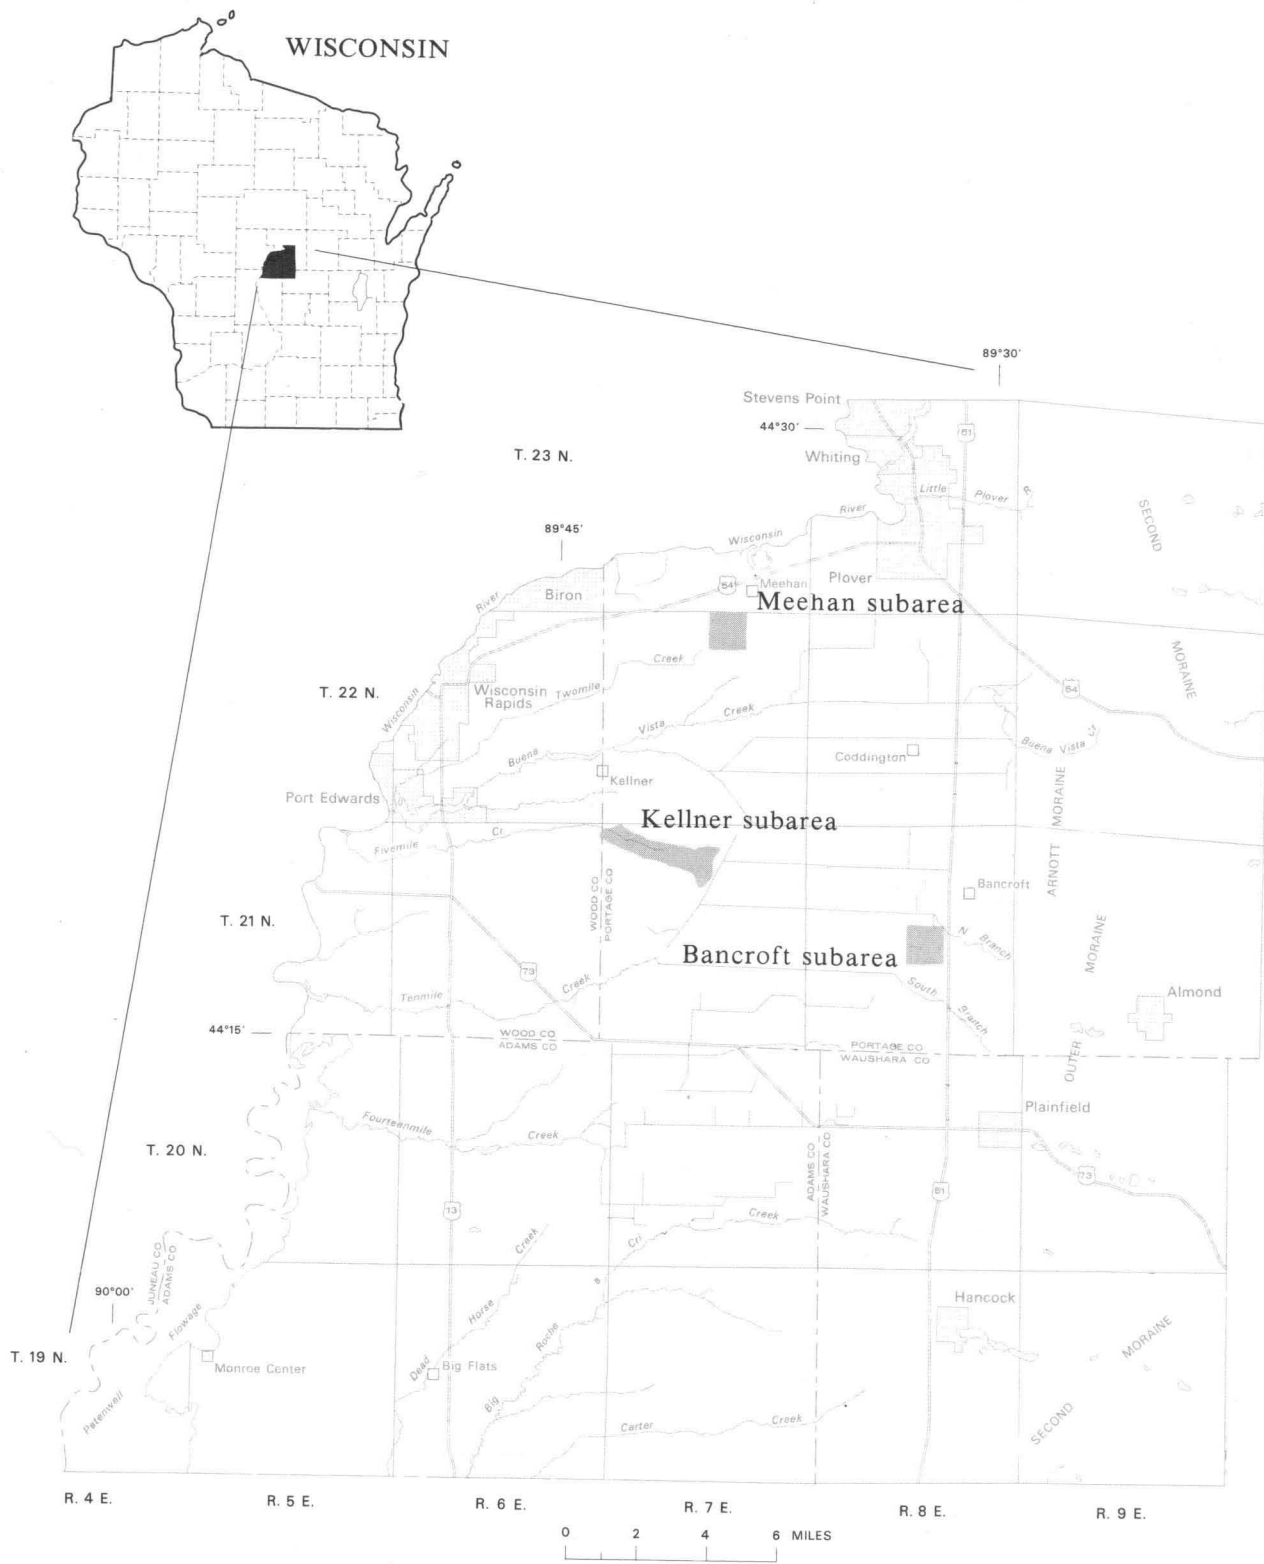 WISCONSIN
89°30'
Stevens Point
44°30'
51
T. 23 N.
Whiting
Little Plover R
SECOND
River
Wisconsin
89°45'
54
Meehan
Plover
Biron
River
Meehan subarea
MORAINE
Creek
T. 22 N.
Wisconsin
Wisconsin
Rapids
Twomile
54
Vista Creek
Buena
Buena Vista Cr
Coddington
Kellner
Port Edwards
ARNOTT MORAINE
Kellner subarea
Fivemile Cr
WOOD CO
PORTAGE CO
Bancroft
T. 21 N.
N Branch
Bancroft subarea
MORAINE
73
Creek
South Branch
Tenmile
Almond
44°15'
WOOD CO
ADAMS CO
PORTAGE CO
WAUSHARA CO
OUTER
Plainfield
Fourteenmile Creek
T. 20 N.
ADAMS CO
WAUSHARA CO
73
51
13
Creek
Creek
Cri
a
JUNEAU CO
ADAMS CO
90°00'
Hancock
Flowage
Horse
Roche
MORAINE
T. 19 N.
Monroe Center
Dead
Big Flats
Petenwell
Big
Carter Creek
SECOND
R. 4 E.
R. 5 E.
R. 6 E.
R. 7 E.
R. 8 E.
R. 9 E.
0 2 4 6 MILES